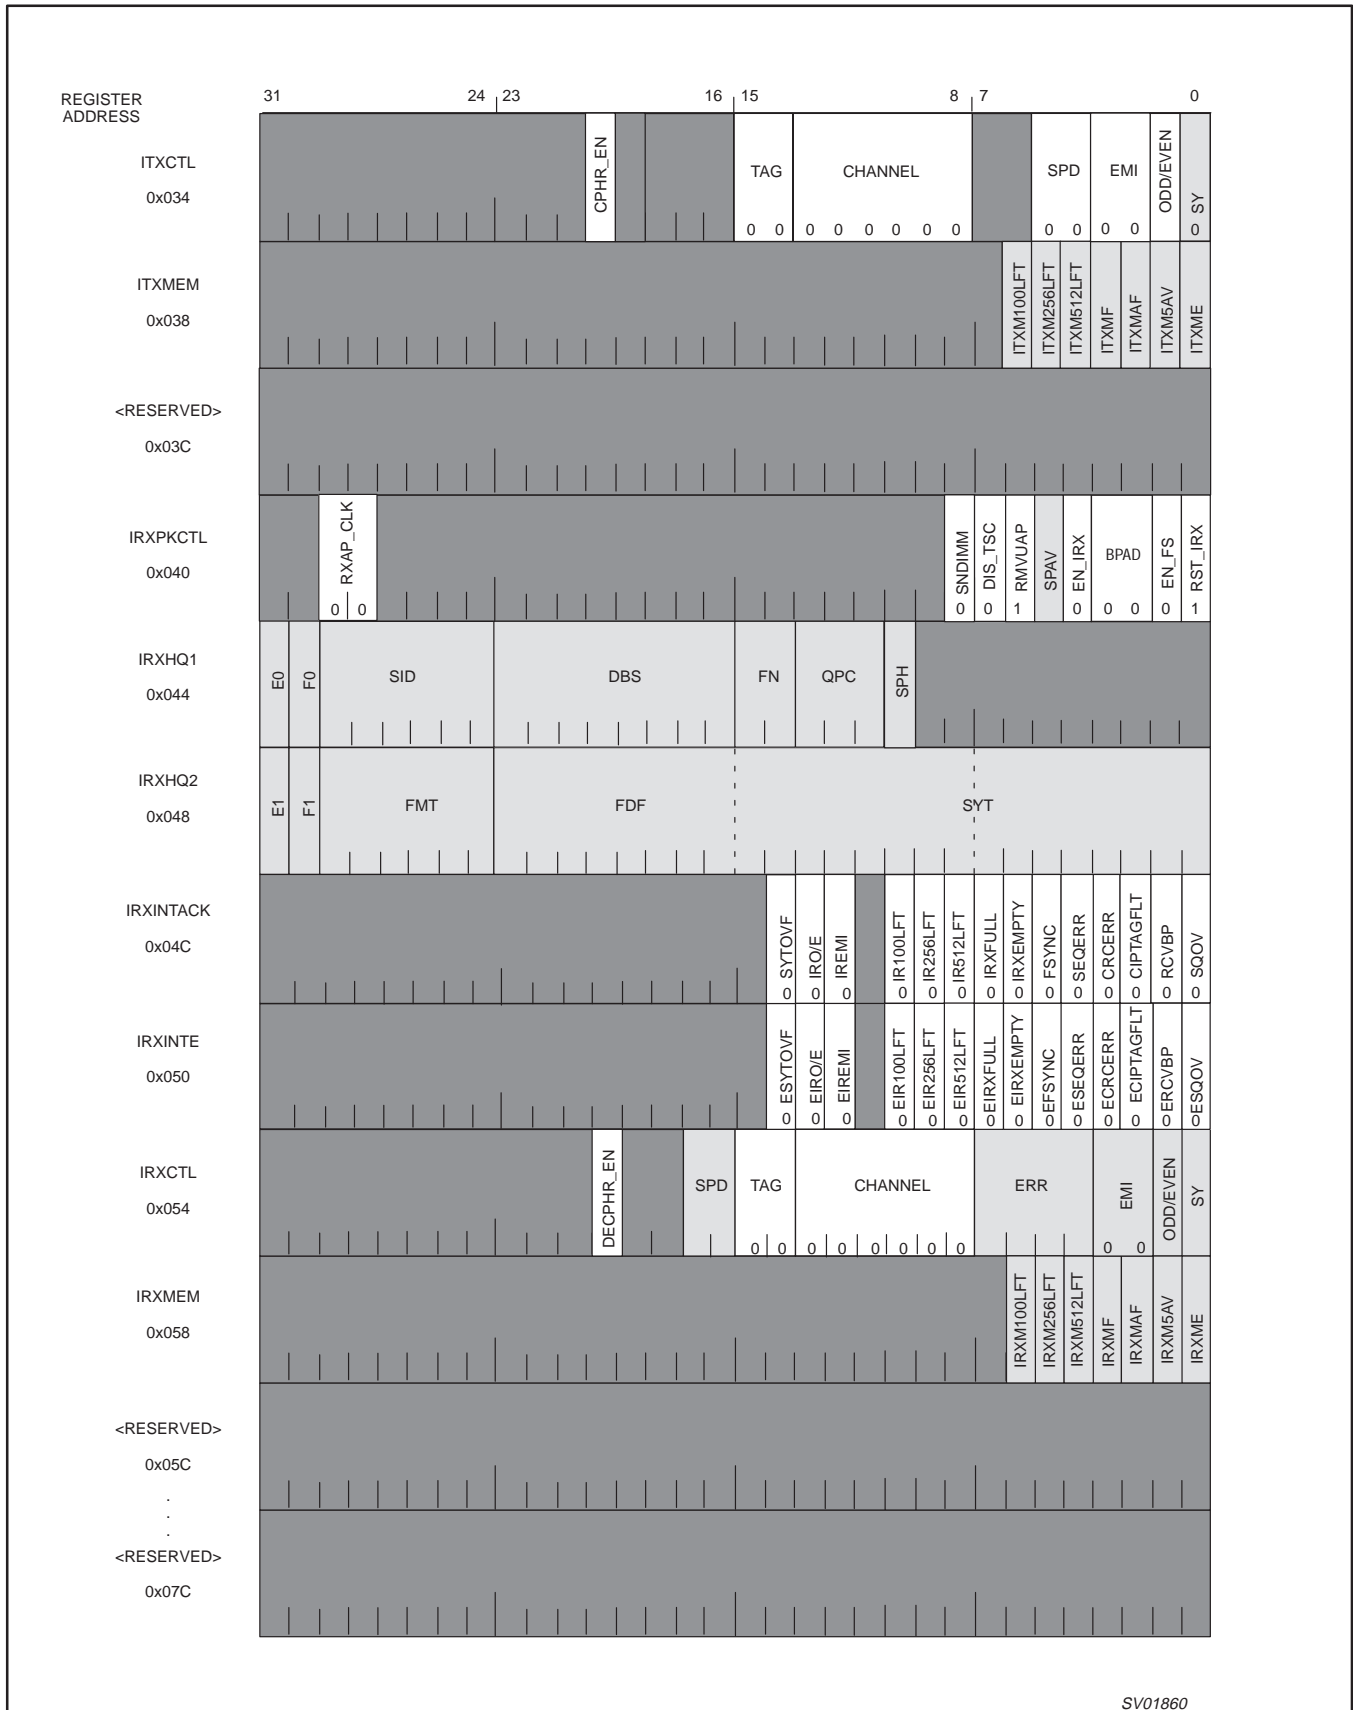 REGISTER ADDRESS
31 24 23 16 15 8 7 0
ITXCTL
0x034
CPHR_EN
TAG
CHANNEL
SPD
EMI
ODD/EVEN
SY
0 0 0 0 0 0 0 0 0 0 0 0 0 0
ITXMEM
0x038
ITXM100LFT
ITXM256LFT
ITXM512LFT
ITXMF
ITXMAF
ITXM5AV
ITXME
<RESERVED>
0x03C
IRXPKCTL
0x040
RXAP_CLK
0 0
SNDIMM
DIS_TSC
RMVUAP
SPAV
EN_IRX
BPAD
EN_FS
RST_IRX
0 0 1 0 0 0 0 1
IRXHQ1
0x044
E0
F0
SID
DBS
FN
QPC
SPH
IRXHQ2
0x048
E1
F1
FMT
FDF
SYT
IRXINTACK
0x04C
0 SYTOVF
0 IRO/E
0 IREMI
0 IR100LFT
0 IR256LFT
0 IR512LFT
0 IRXFULL
0 IRXEMPTY
0 FSYNC
0 SEQERR
0 CRCERR
0 CIPTAGFLT
0 RCVBP
0 SQOV
IRXINTE
0x050
0 ESYTOVF
0 EIRO/E
0 EIREMI
0 EIR100LFT
0 EIR256LFT
0 EIR512LFT
0 EIRXFULL
0 EIRXEMPTY
0 EFSYNC
0 ESEQERR
0 ECRCERR
0 ECIPTAGFLT
0 ERCVBP
0 ESQOV
IRXCTL
0x054
DECPHR_EN
SPD
TAG
CHANNEL
ERR
EMI
ODD/EVEN
SY
0 0 0 0 0 0 0 0 0 0
IRXMEM
0x058
IRXM100LFT
IRXM256LFT
IRXM512LFT
IRXMF
IRXMAF
IRXM5AV
IRXME
<RESERVED>
0x05C
.
.
.
<RESERVED>
0x07C
SV01860